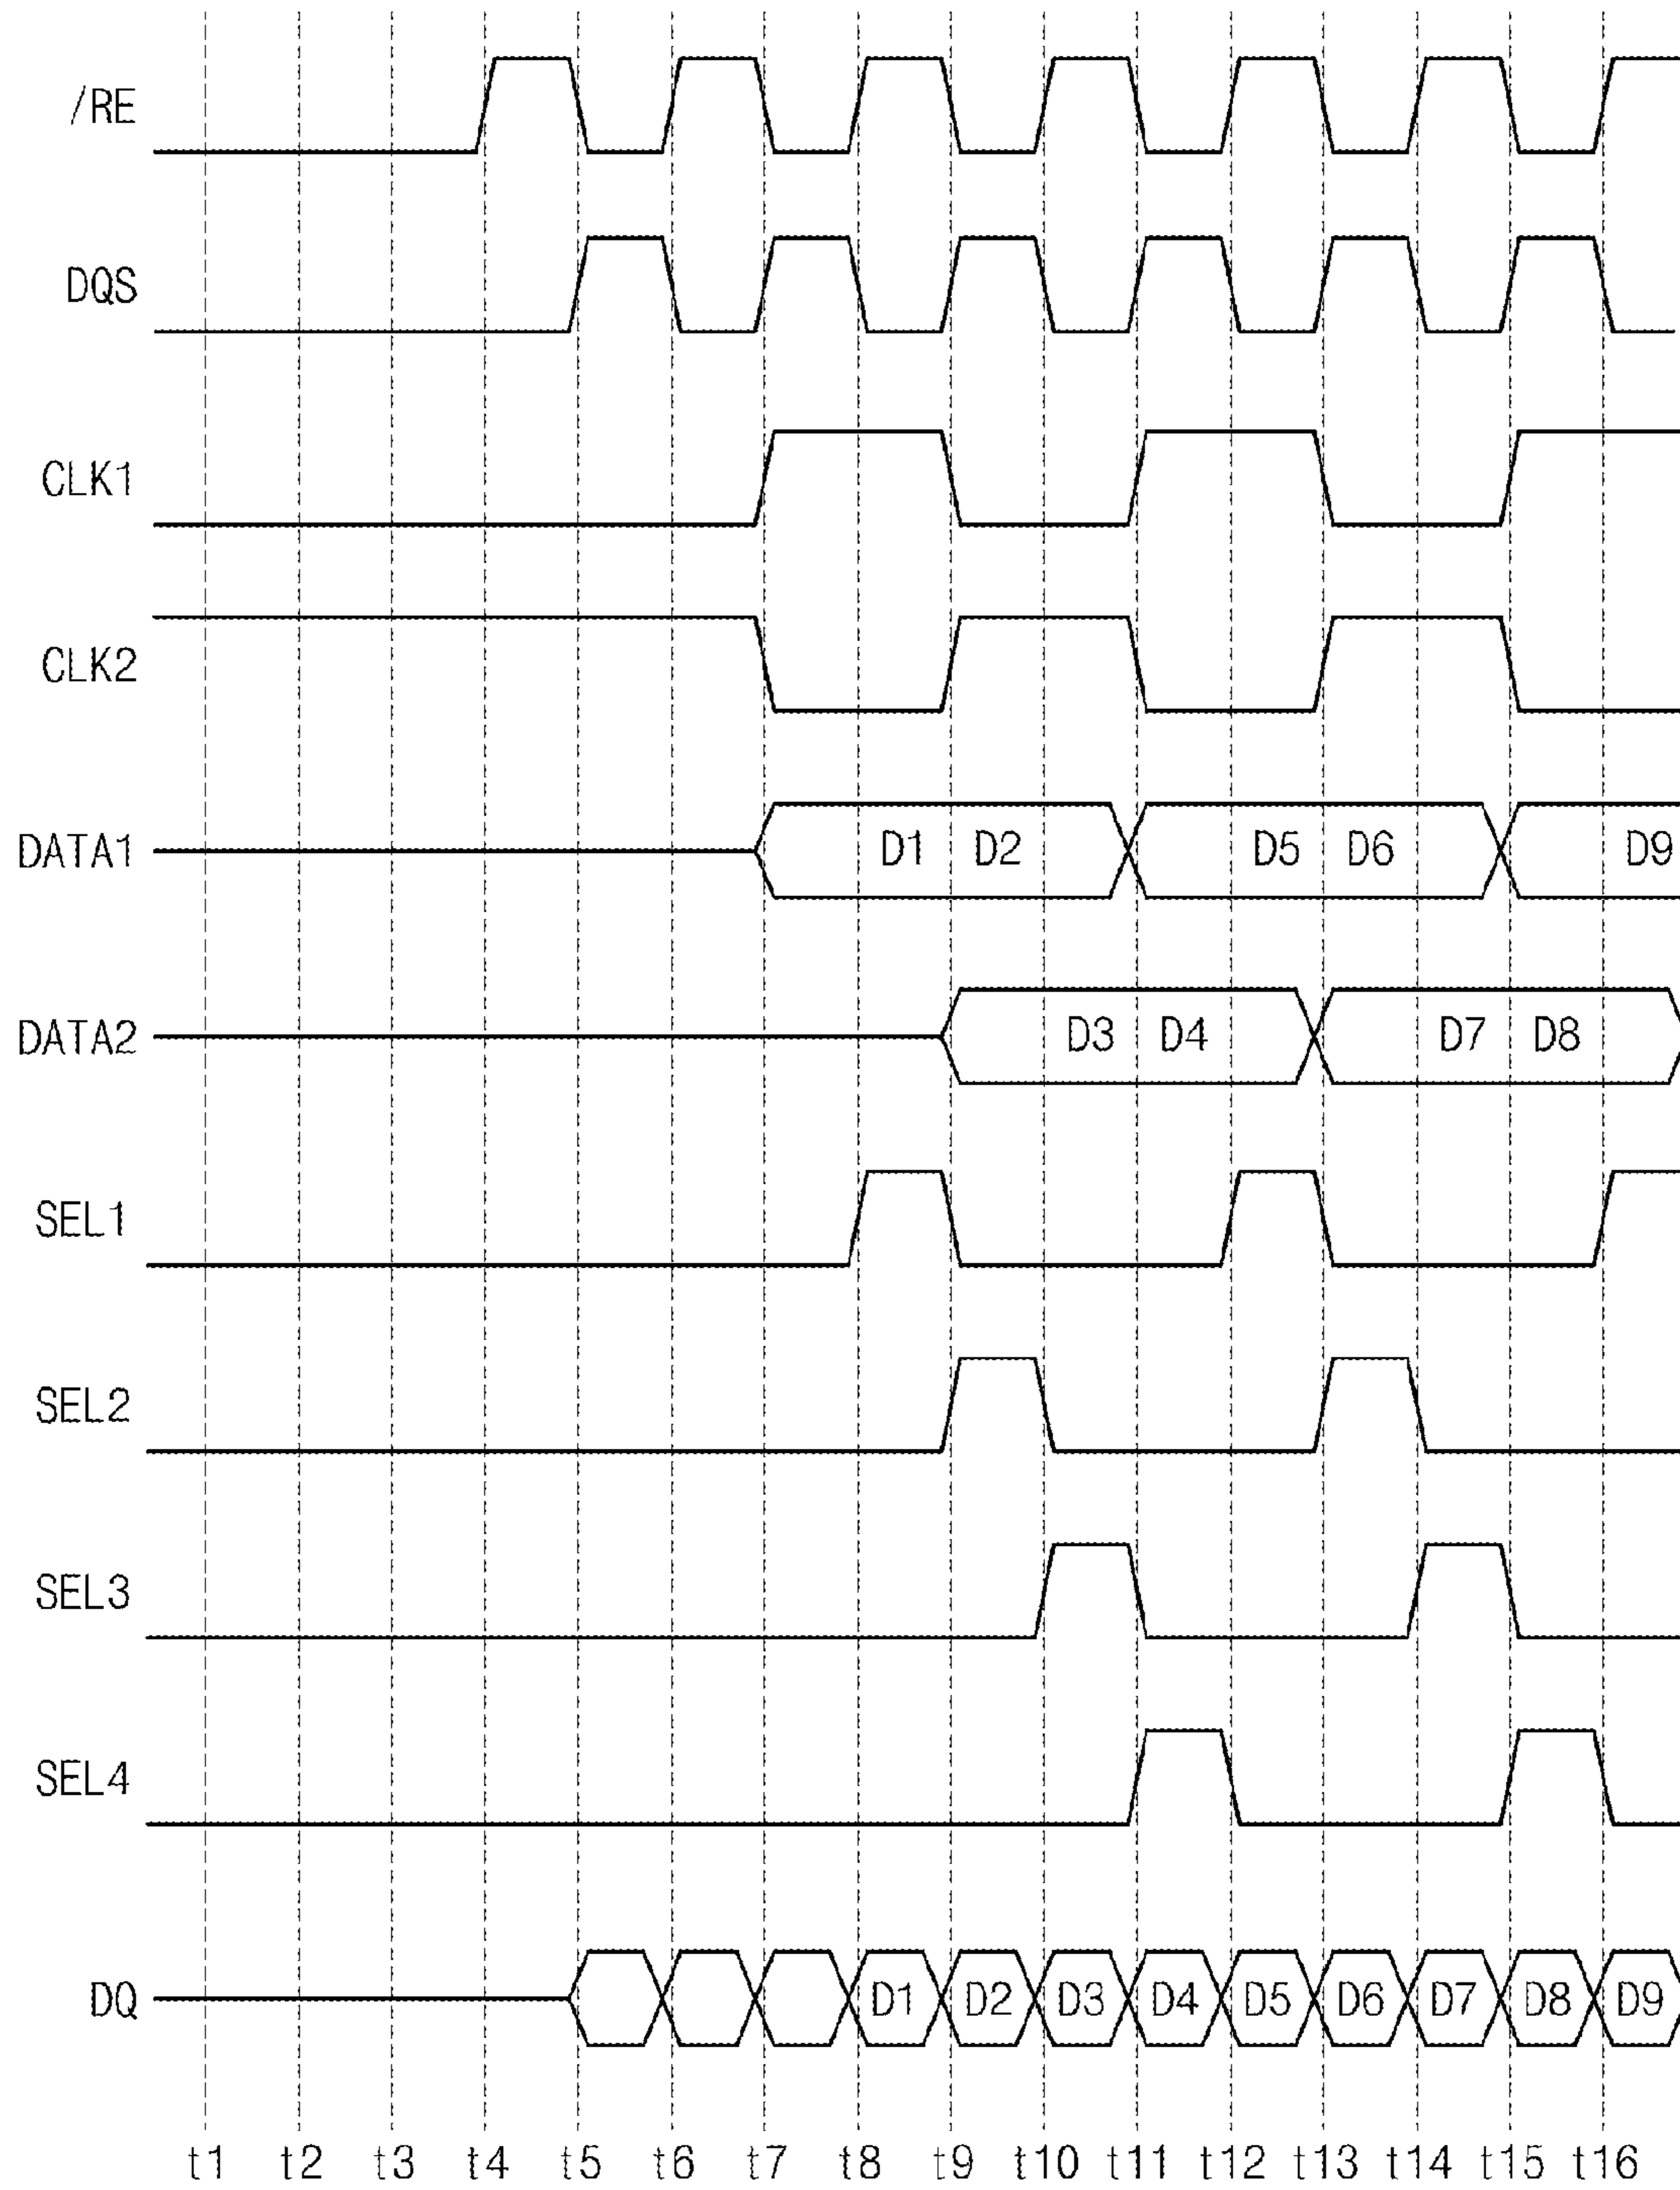 /RE
DQS
CLK1
CLK2
DATA1 D1 D2 D5 D6 D9
DATA2 D3 D4 D7 D8
SEL1
SEL2
SEL3
SEL4
DQ D1 D2 D3 D4 D5 D6 D7 D8 D9
t1 t2 t3 t4 t5 t6 t7 t8 t9 t10 t11 t12 t13 t14 t15 t16